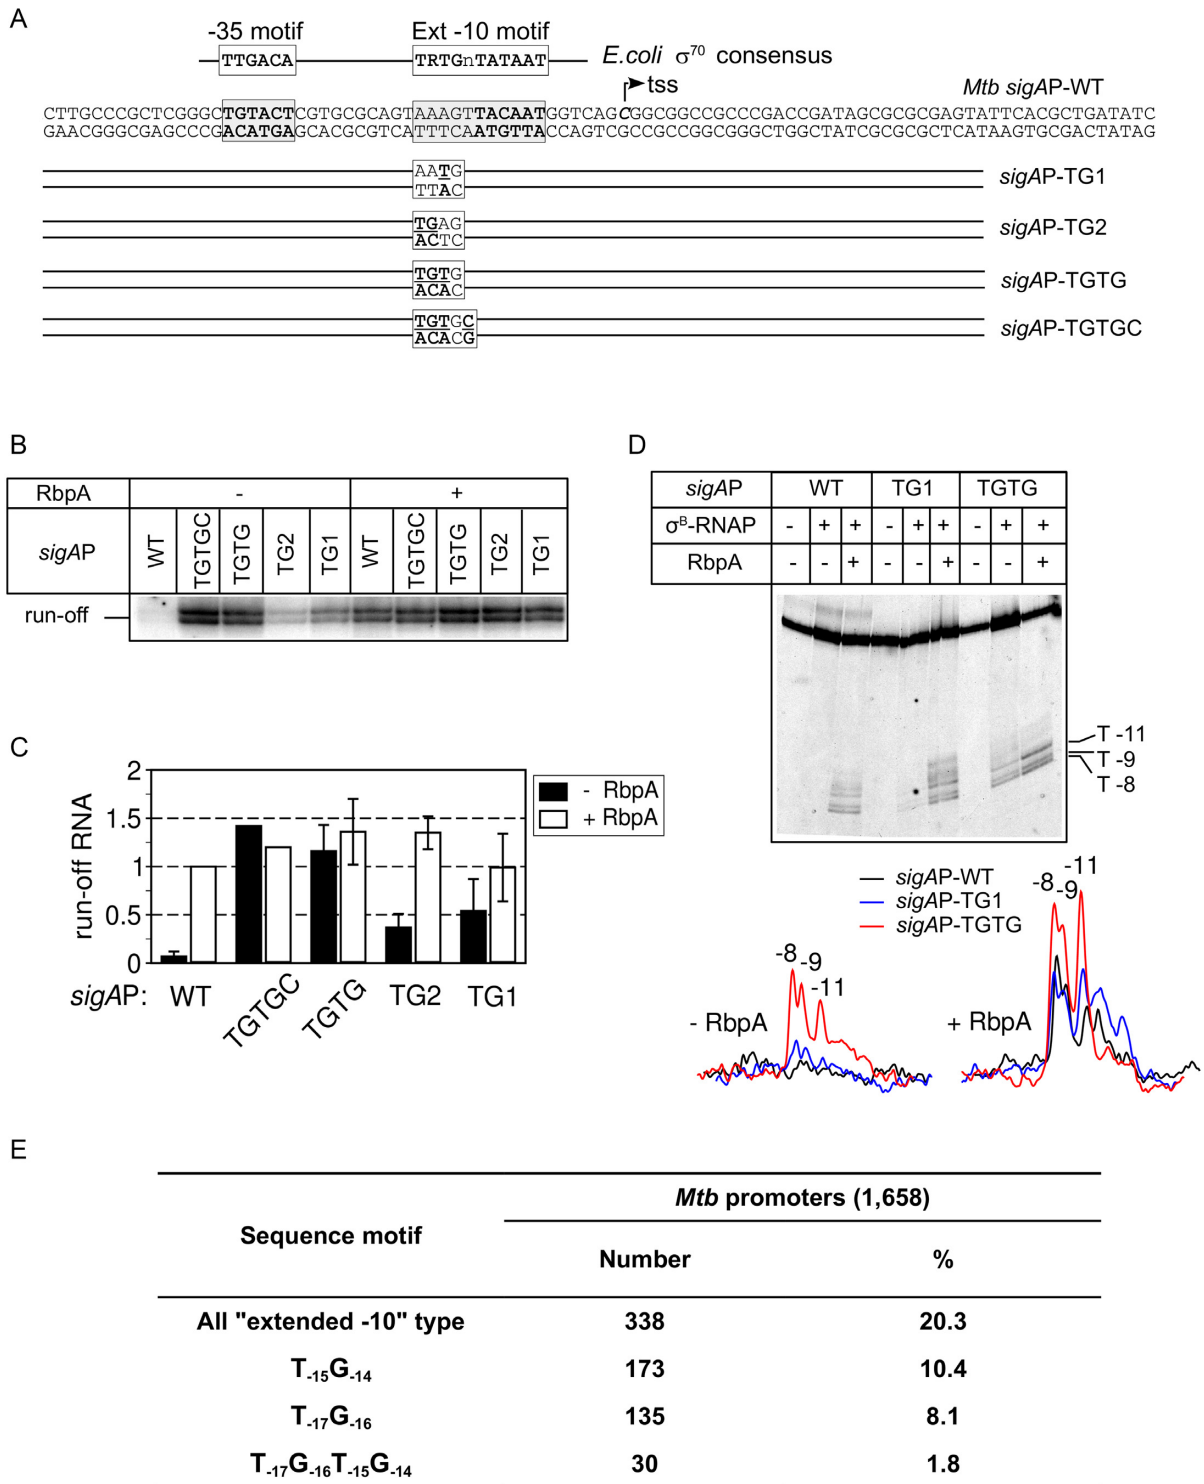 A
-35 motif Ext -10 motif
TTGACA TRTGnTATAAT E.coli σ70 consensus
tss
Mtb sigAP-WT
CTTGCCCGCTCGGGCTGTACTCGTGCGCAGTAAAGTTACAATGGTCAGCGGCGGCCGCCCGACCGATAGCGCGCGAGTATTCACGCTGATATC
GAACGGGCGAGCCCGACATGAGCACGCGTCATTTCAATGTTACCAGTCGCCGCCGGCGGGCTGGCTATCGCGCGCTCATAAGTGCGACTATAG
AATG
TTAC
sigAP-TG1
TGAG
ACTC
sigAP-TG2
TGTG
ACAC
sigAP-TGTG
TGTGC
ACACG
sigAP-TGTGC
B
RbpA - +
sigAP WT TGTGC TGTG TG2 TG1 WT TGTGC TGTG TG2 TG1
run-off
C
run-off RNA
2
1.5
1
0.5
0
- RbpA
+ RbpA
sigAP: WT TGTGC TGTG TG2 TG1
D
sigAP WT TG1 TGTG
σB-RNAP - + + - + + - + +
RbpA - - + - - + - - +
T -11
T -9
T -8
sigAP-WT
sigAP-TG1
sigAP-TGTG
-8
-9
-11
- RbpA
-8
-9
-11
+ RbpA
E
Mtb promoters (1,658)
Sequence motif
Number %
All "extended -10" type 338 20.3
T-15G-14 173 10.4
T-17G-16 135 8.1
T-17G-16T-15G-14 30 1.8